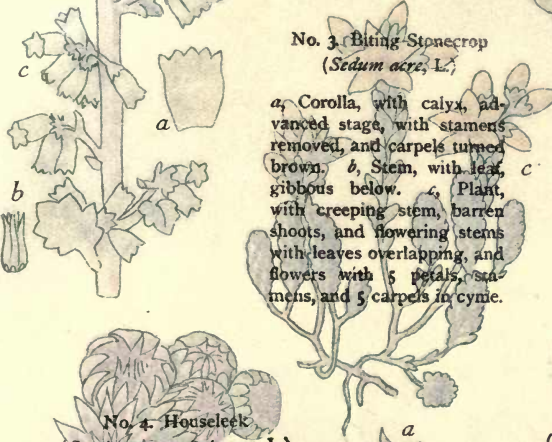 c
a
b
No. 3. Biting Stonecrop
(Sedum acre, L.)
a, Corolla, with calyx, ad-
vanced stage, with stamens
removed, and carpels turned
brown. b, Stem, with leaf,
gibbous below. c, Plant,
with creeping stem, barren
shoots, and flowering stems
with leaves overlapping, and
flowers with 5 petals, sta-
mens, and 5 carpels in cyme.
c
No. 4. Houseleek
a